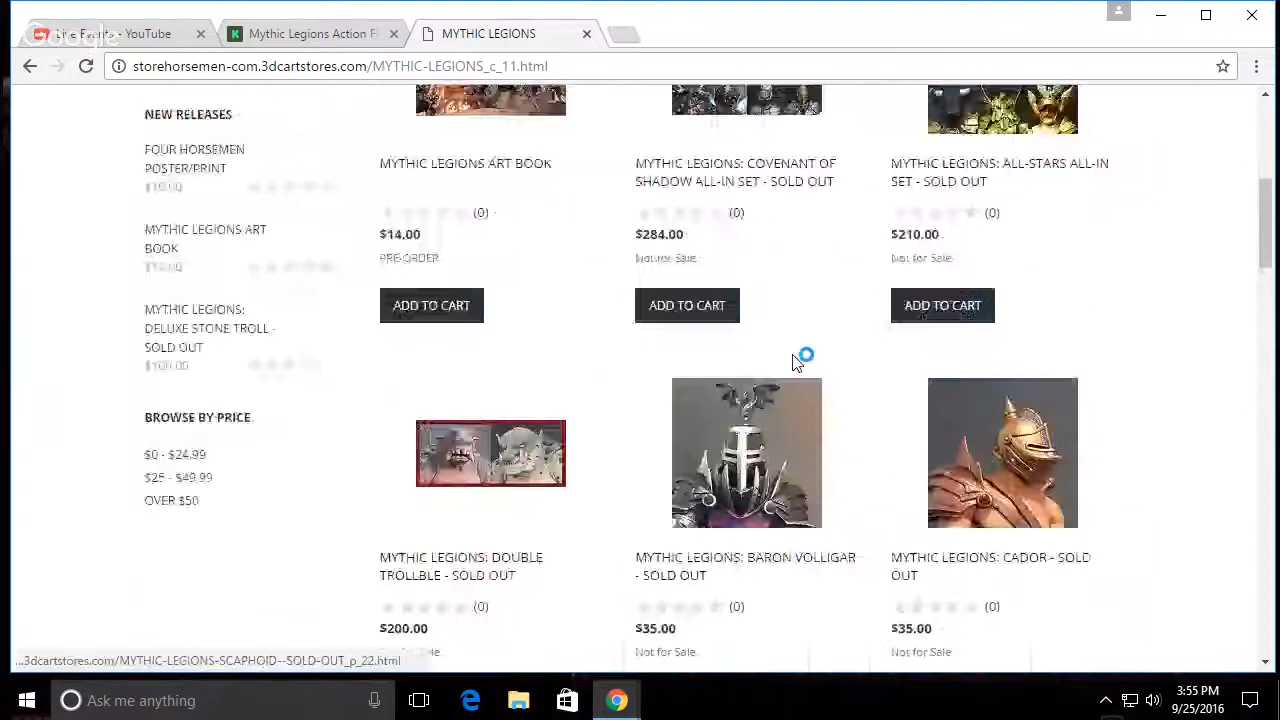 Google
Live Events - YouTube
Mythic Legions Action Fi
MYTHIC LEGIONS
storehorsemen-com.3dcartstores.com/MYTHIC-LEGIONS_c_11.html
NEW RELEASES
FOUR HORSEMEN
POSTER/PRINT
MYTHIC LEGIONS ART
BOOK
MYTHIC LEGIONS:
DELUXE STONE TROLL -
SOLD OUT
$100.00
BROWSE BY PRICE
$0 - $24.99
$25 - $49.99
OVER $50
MYTHIC LEGIONS ART BOOK
(0)
$14.00
PRE-ORDER
ADD TO CART
MYTHIC LEGIONS: COVENANT OF
SHADOW ALL-IN SET - SOLD OUT
(0)
$284.00
Not for Sale
ADD TO CART
MYTHIC LEGIONS: ALL-STARS ALL-IN
SET - SOLD OUT
(0)
$210.00
Not for Sale
ADD TO CART
MYTHIC LEGIONS: DOUBLE
TROLLBLE - SOLD OUT
(0)
$200.00
MYTHIC LEGIONS: BARON VOLLIGAR
- SOLD OUT
(0)
$35.00
Not for Sale
MYTHIC LEGIONS: CADOR - SOLD
OUT
(0)
$35.00
Not for Sale
...3dcartstores.com/MYTHIC-LEGIONS-SCAPHOID--SOLD-OUT_p_22.html
Ask me anything
3:55 PM
9/25/2016